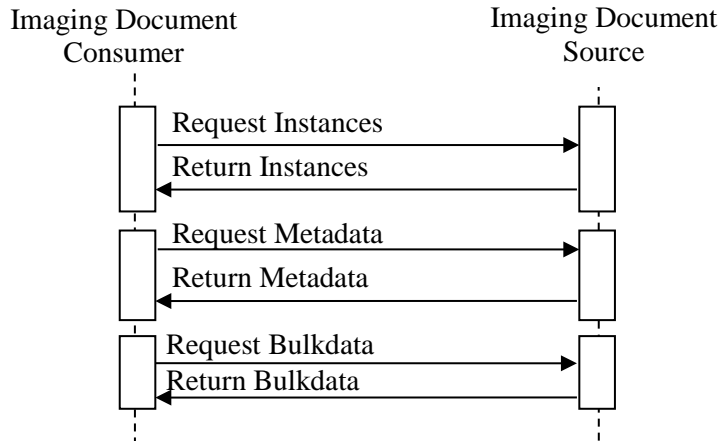 Imaging Document
Consumer
Imaging Document
Source
Request Instances
Return Instances
Request Metadata
Return Metadata
Request Bulkdata
Return Bulkdata